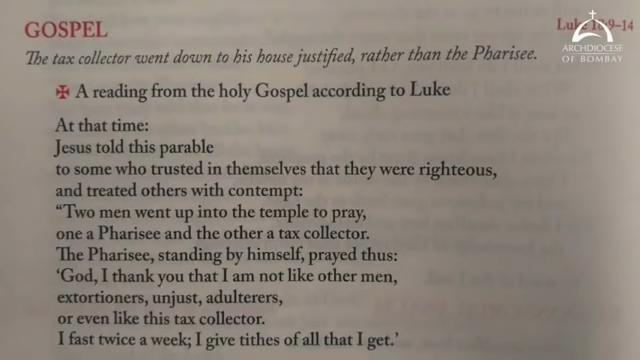 GOSPEL
Luke 18:9–14
ARCHDIOCESE
OF BOMBAY
The tax collector went down to his house justified, rather than the Pharisee.
✠ A reading from the holy Gospel according to Luke
At that time:
Jesus told this parable
to some who trusted in themselves that they were righteous,
and treated others with contempt:
“Two men went up into the temple to pray,
one a Pharisee and the other a tax collector.
The Pharisee, standing by himself, prayed thus:
‘God, I thank you that I am not like other men,
extortioners, unjust, adulterers,
or even like this tax collector.
I fast twice a week; I give tithes of all that I get.’